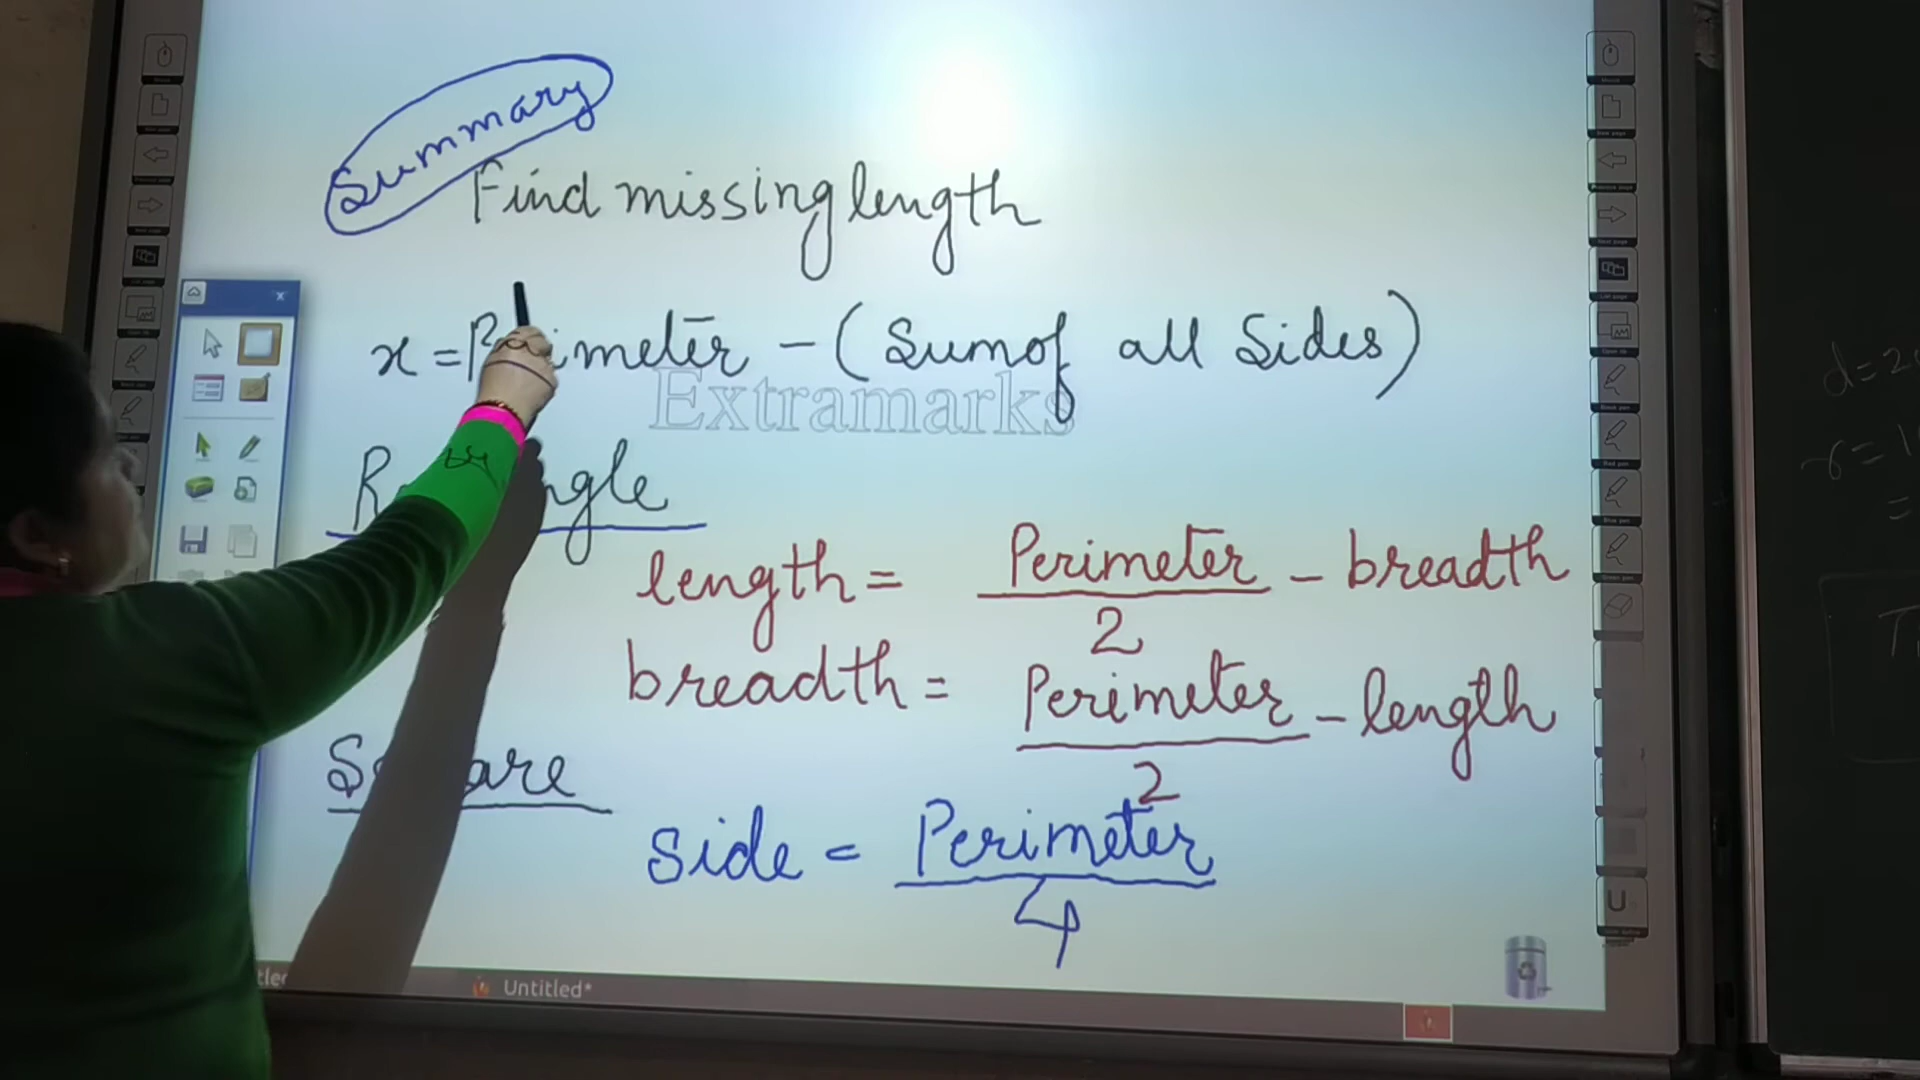 Summary
Find missing length
x = Perimeter - (Sum of all Sides)
Extramarks
length = Perimeter/2 - breadth
breadth = Perimeter/2 - length
side = Perimeter/4
Untitled*